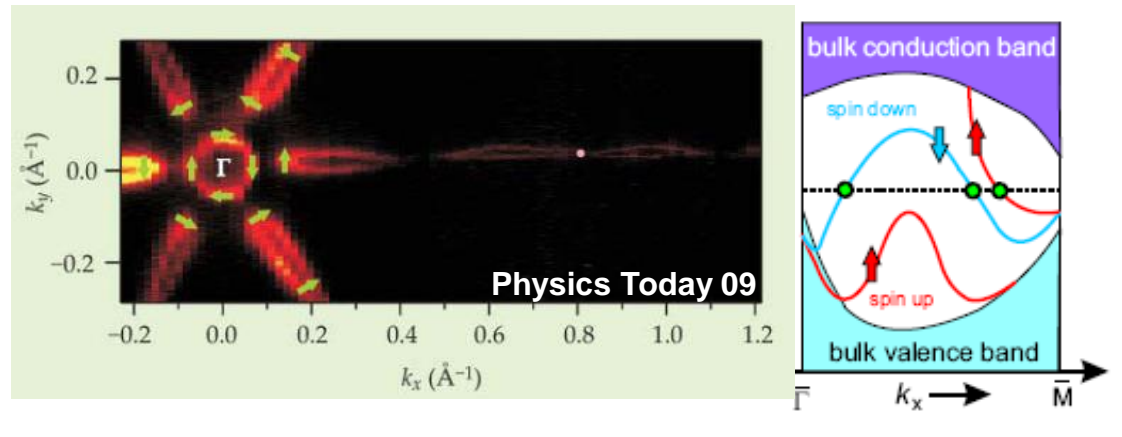 0.2
0.0
−0.2
k_y (Å⁻¹)
Γ
Physics Today 09
−0.2 0.0 0.2 0.4 0.6 0.8 1.0 1.2
k_x (Å⁻¹)
bulk conduction band
spin down
spin up
bulk valence band
Γ̅ k_x M̅